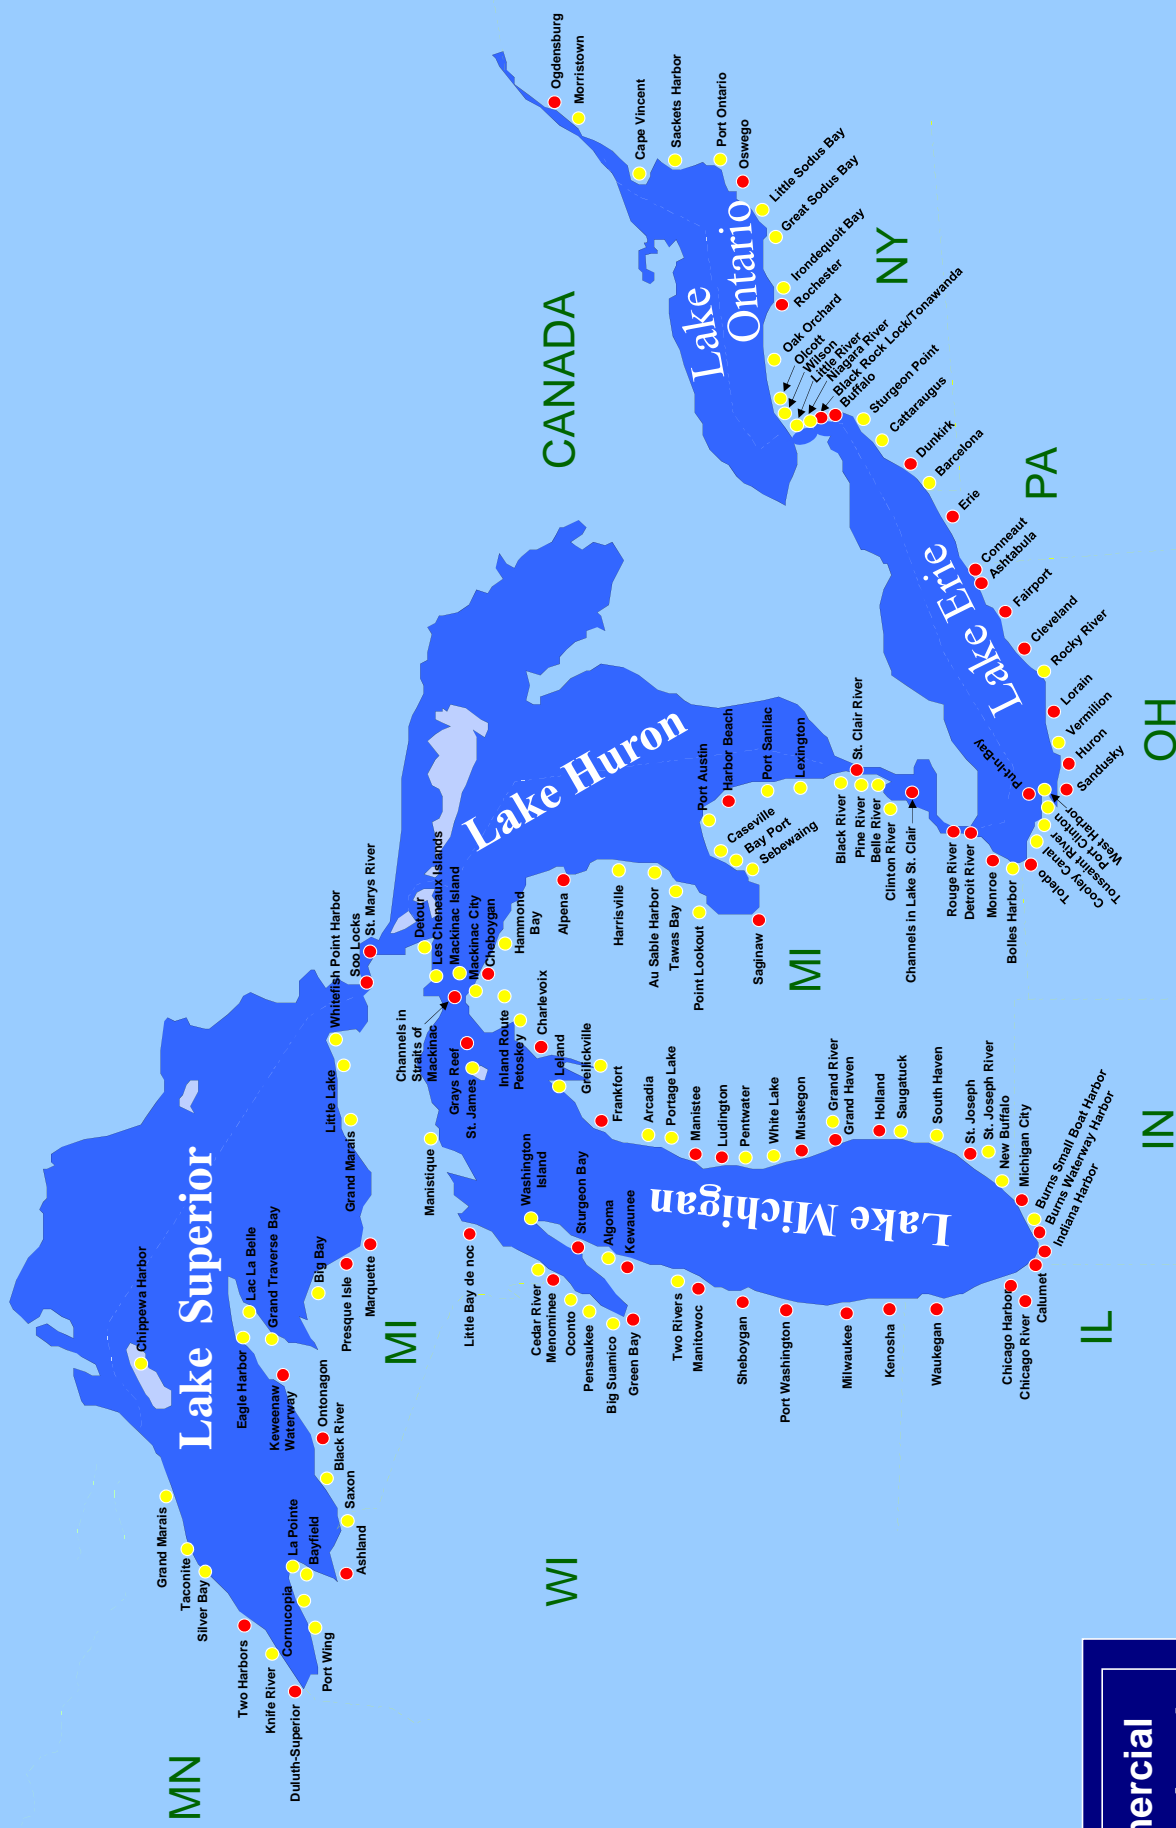 MN
Grand Marais
Taconite
Silver Bay
Two Harbors
Knife River
Duluth-Superior
Cornucopia
Port Wing
La Pointe
Bayfield
Ashland
Saxon
Black River
Ontonagon
Keweenaw
Waterway
Eagle Harbor
Lac La Belle
Grand Traverse Bay
Chippewa Harbor
Lake Superior
Big Bay
Presque Isle
Marquette
Grand Marais
Little Lake
Whitefish Point Harbor
Soo Locks
St. Marys River
MI
WI
Detour
Les Cheneaux Islands
Mackinac Island
Mackinac City
Cheboygan
Hammond
Bay
Channels in
Straits of
Mackinac
Grays Reef
St. James
Inland Route
Petoskey
Charlevoix
Leland
Greilickville
Frankfort
Arcadia
Portage Lake
Manistee
Ludington
Pentwater
White Lake
Muskegon
Grand River
Grand Haven
Holland
Saugatuck
South Haven
St. Joseph
St. Joseph River
New Buffalo
Michigan City
Burns Small Boat Harbor
Burns Waterway Harbor
Indiana Harbor
Calumet
Chicago River
Chicago Harbor
Waukegan
Kenosha
Milwaukee
Port Washington
Sheboygan
Manitowoc
Two Rivers
Kewaunee
Algoma
Sturgeon Bay
Washington
Island
Green Bay
Big Suamico
Pensaukee
Oconto
Menominee
Cedar River
Little Bay de noc
Manistique
Lake Michigan
IL
IN
Lake Huron
Alpena
Harrisville
Au Sable Harbor
Tawas Bay
Point Lookout
Saginaw
Sebewaing
Bay Port
Caseville
Port Austin
Harbor Beach
Port Sanilac
Lexington
St. Clair River
Black River
Pine River
Belle River
Clinton River
Channels in Lake St. Clair
MI
Rouge River
Detroit River
Monroe
Bolles Harbor
Toledo
Cooley Canal
Toussaint River
Port Clinton
West Harbor
Put-In-Bay
Sandusky
Huron
Vermilion
Lorain
Rocky River
Cleveland
Fairport
Ashtabula
Conneaut
Erie
Barcelona
Dunkirk
Cattaraugus
Sturgeon Point
Buffalo
Black Rock Lock/Tonawanda
Niagara River
Little River
Wilson
Olcott
Oak Orchard
Rochester
Irondequoit Bay
Great Sodus Bay
Little Sodus Bay
Oswego
Port Ontario
Sackets Harbor
Cape Vincent
Morristown
Ogdensburg
Lake Erie
Lake
Ontario
CANADA
OH
PA
NY